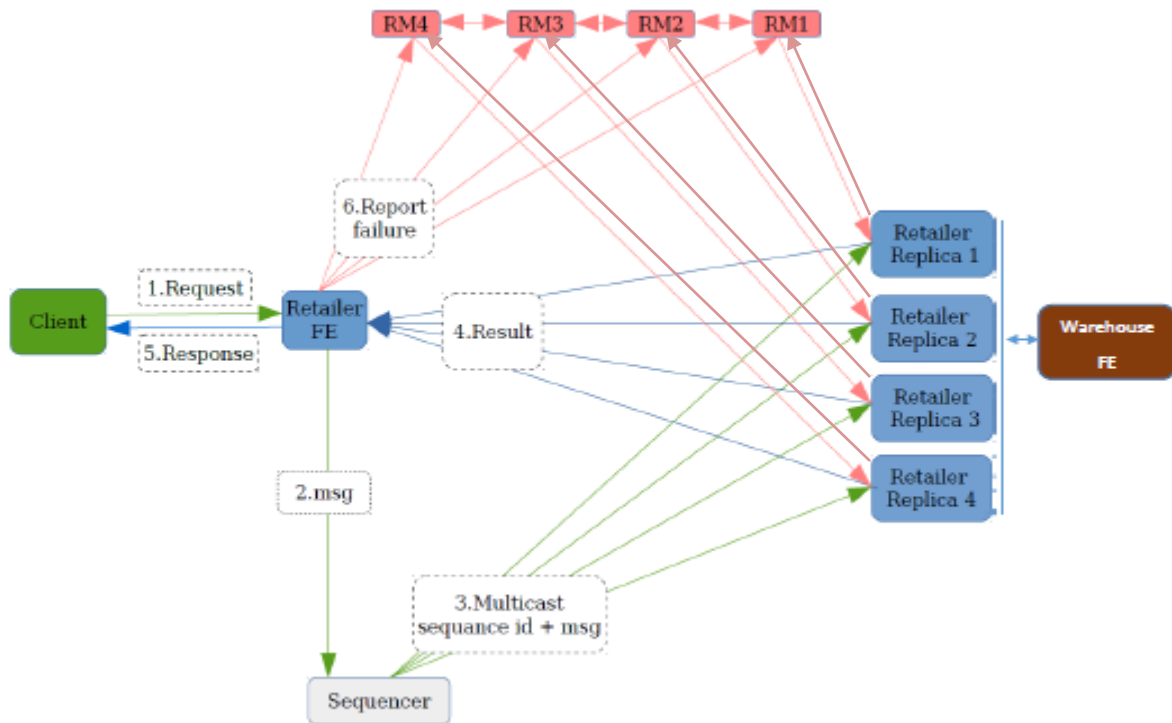 RM4
RM3
RM2
RM1
6.Report
failure
Retailer
Replica 1
1.Request
Client
Retailer
FE
4.Result
5.Response
Retailer
Replica 2
Warehouse
FE
Retailer
Replica 3
2.msg
Retailer
Replica 4
3.Multicast
sequance id + msg
Sequencer